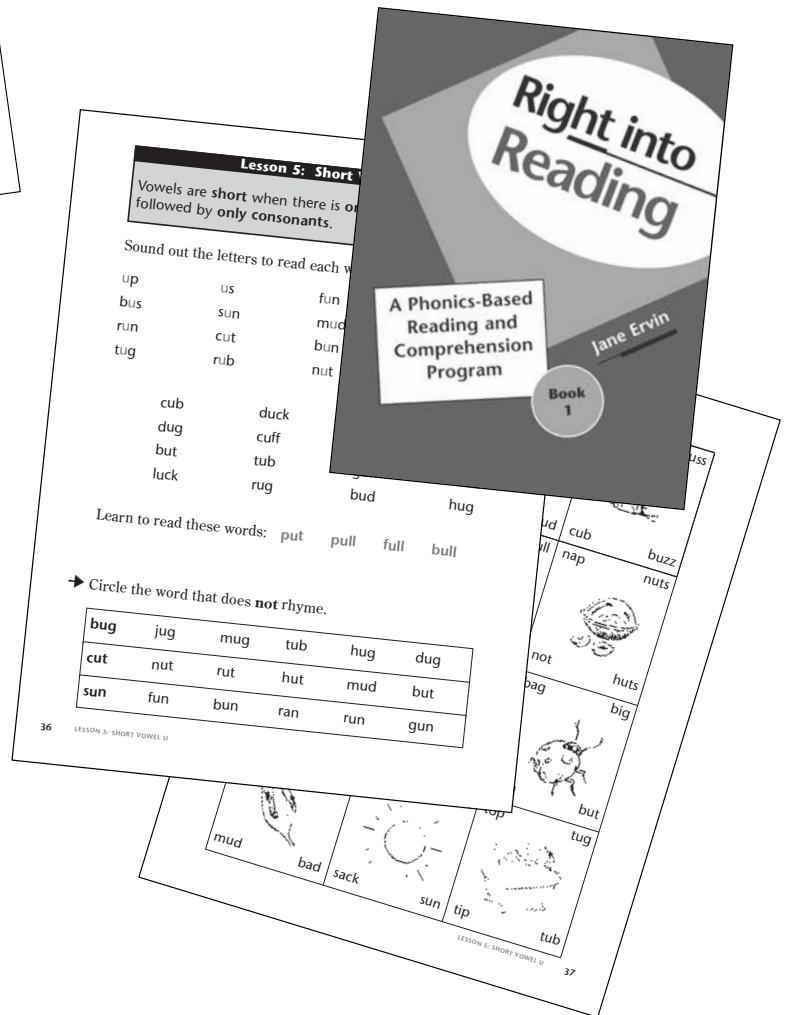 Right into
Reading
A Phonics-Based
Reading and
Comprehension
Program
Jane Ervin
Book
1
Lesson 5: Short
Vowels are short when there is
followed by only consonants.
Sound out the letters to read each
up us fun
bus sun mud
run cut bun
tug rub nut
cub duck
dug cuff
but tub
luck rug bud hug
Learn to read these words: put pull full bull
Circle the word that does not rhyme.
bug jug mug tub hug dug
cut nut rut hut mud but
sun fun bun ran run gun
36 LESSON 5: SHORT VOWEL U
cub buzz
nap nuts
not huts
bag big
but
mud bad
sack sun
top tug
tip tub
LESSON 5: SHORT VOWEL U 37